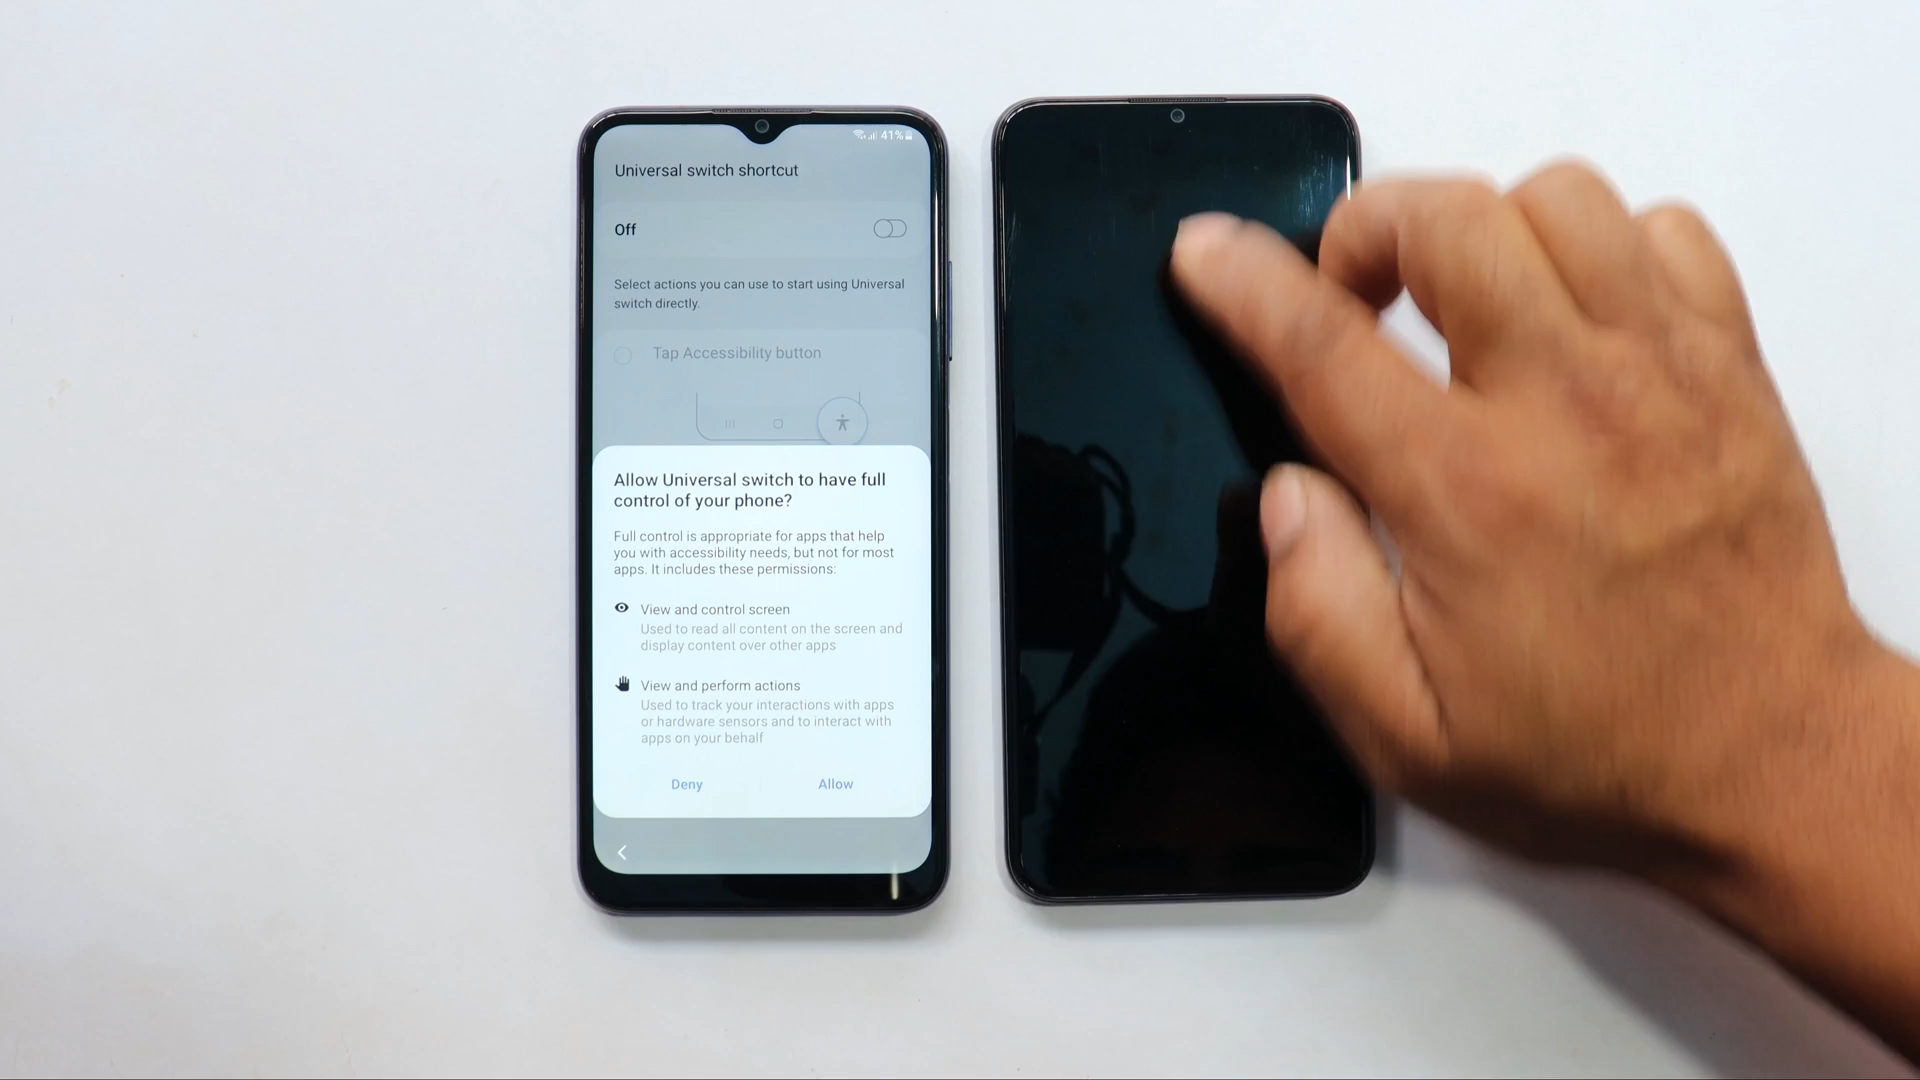 41%
Universal switch shortcut
Off
Select actions you can use to start using Universal
switch directly.
Tap Accessibility button
Allow Universal switch to have full
control of your phone?
Full control is appropriate for apps that help
you with accessibility needs, but not for most
apps. It includes these permissions:
View and control screen
Used to read all content on the screen and
display content over other apps
View and perform actions
Used to track your interactions with apps
or hardware sensors and to interact with
apps on your behalf
Deny Allow